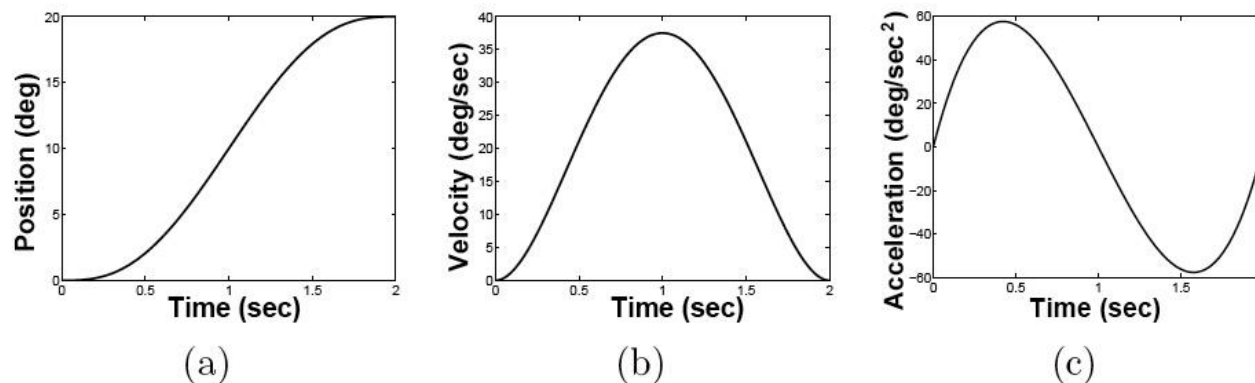 Position (deg)
20
15
10
5
0
0 0.5 1 1.5 2
Time (sec)
(a)
Velocity (deg/sec)
40
35
30
25
20
15
10
5
0
0 0.5 1 1.5 2
Time (sec)
(b)
Acceleration (deg/sec²)
60
40
20
0
−20
−40
−60
0 0.5 1 1.5
Time (sec)
(c)